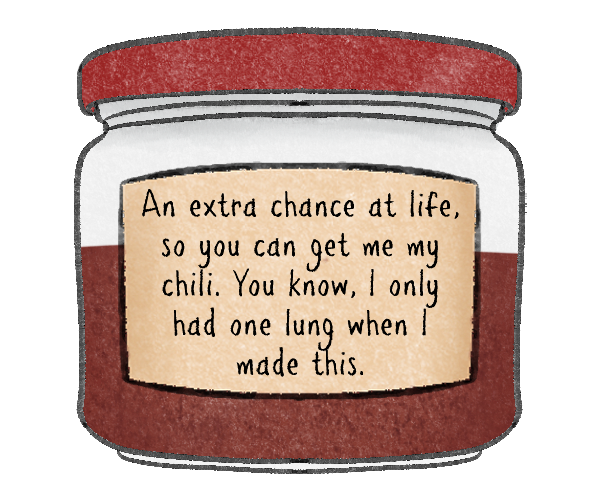 An extra chance at life,
so you can get me my
chili. You know, I only
had one lung when I
made this.